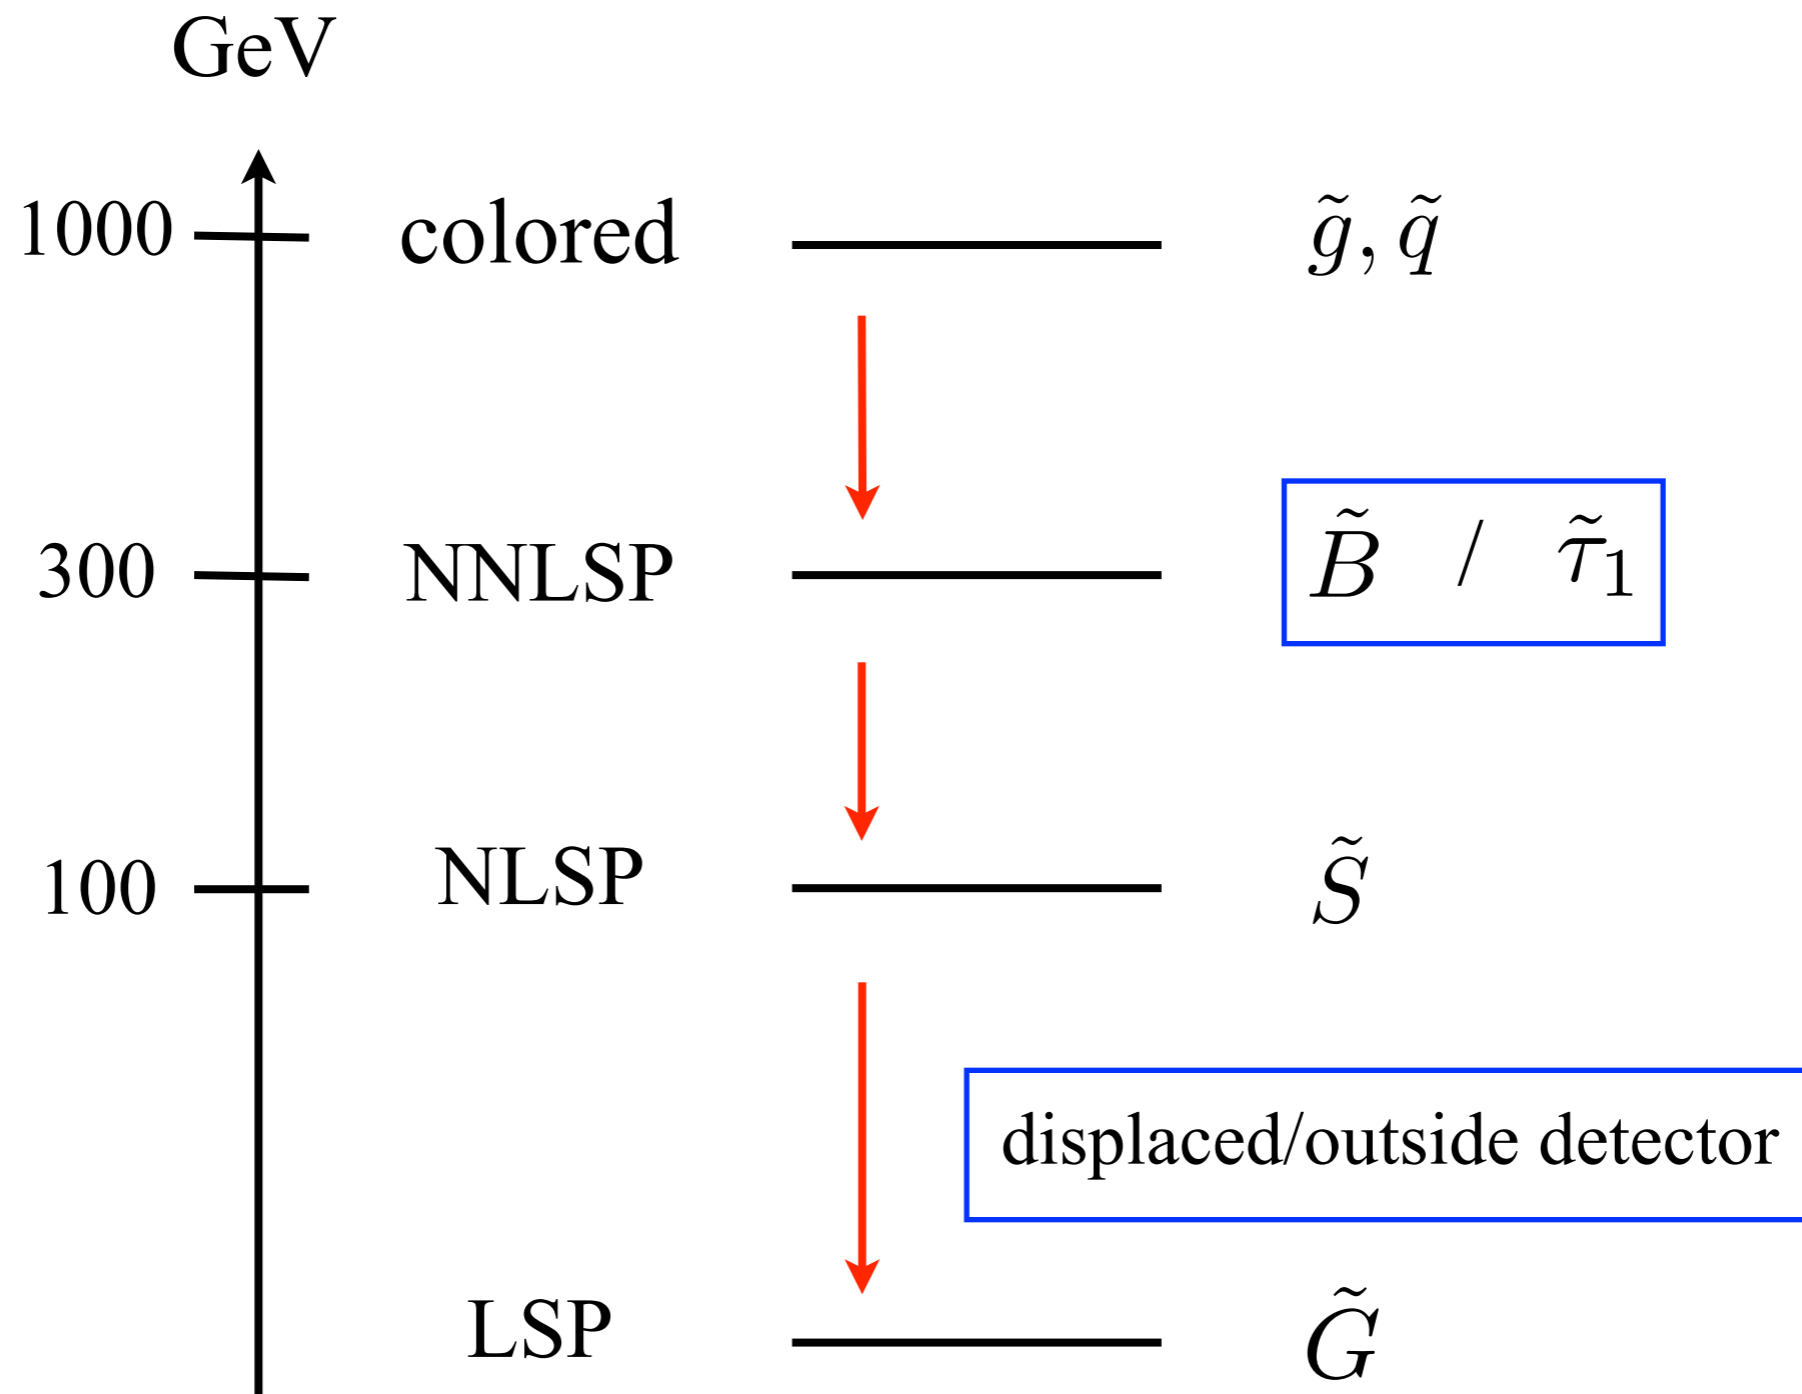 GeV
1000 colored g̃, q̃
300 NNLSP B̃ / τ̃₁
100 NLSP S̃
displaced/outside detector
LSP G̃